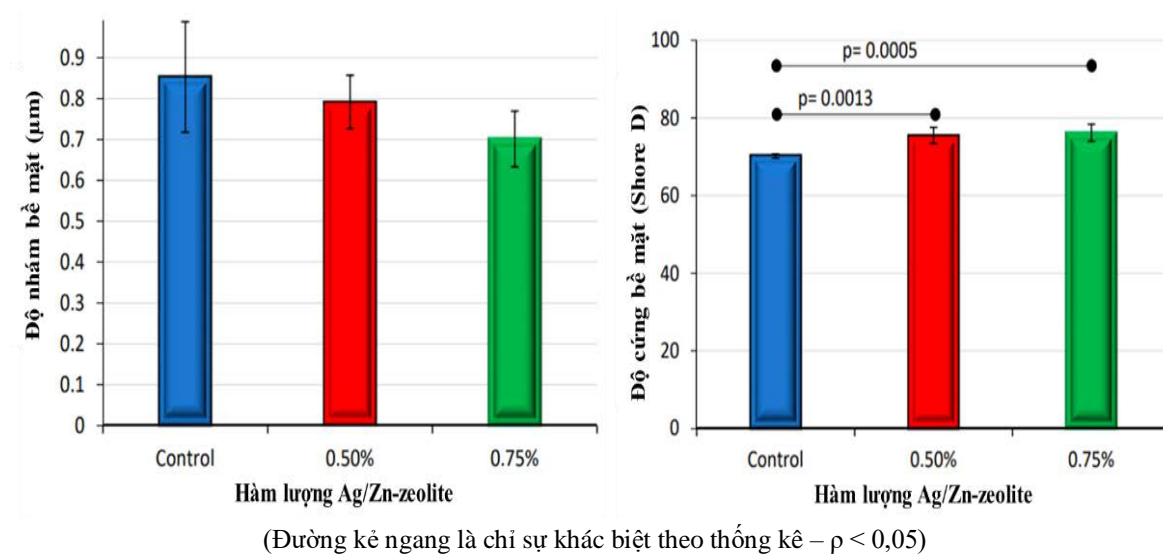 Độ nhám bề mặt (µm)
0.9
0.8
0.7
0.6
0.5
0.4
0.3
0.2
0.1
0
Control
0.50%
0.75%
Hàm lượng Ag/Zn-zeolite
Độ cứng bề mặt (Shore D)
100
80
60
40
20
0
p= 0.0005
p= 0.0013
Control
0.50%
0.75%
Hàm lượng Ag/Zn-zeolite
(Đường kẻ ngang là chỉ sự khác biệt theo thống kê – ρ < 0,05)